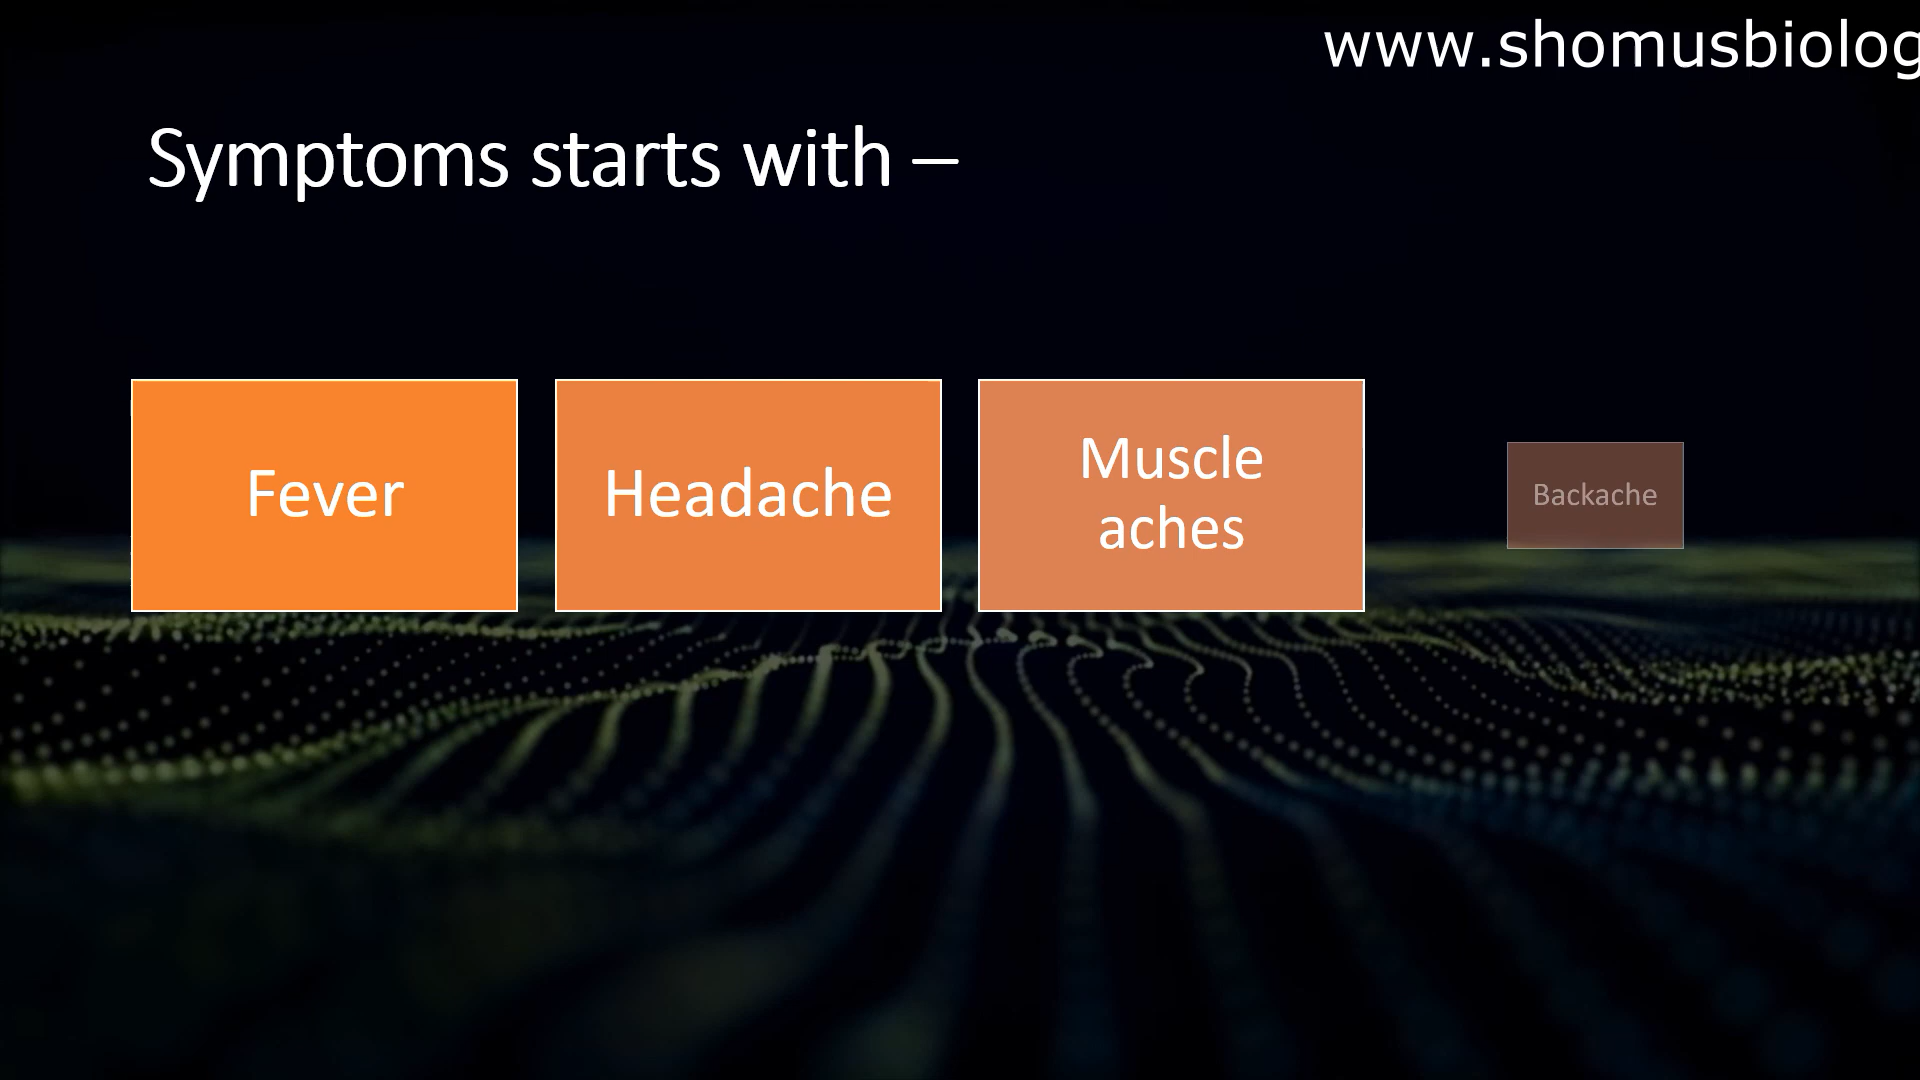 www.shomusbiolog
Symptoms starts with –
Fever
Headache
Muscle
aches
Backache